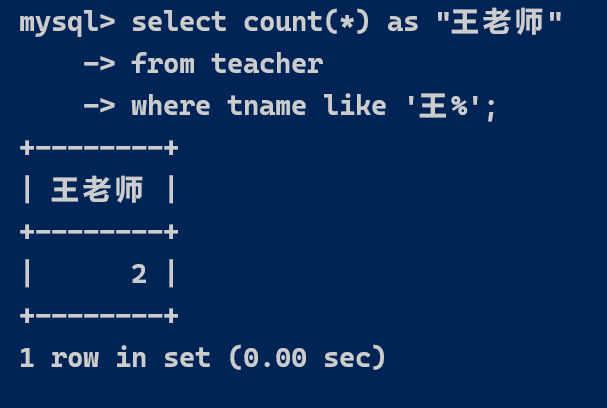 mysql> select count(*) as "王老师"
    -> from teacher
    -> where tname like '王%';
+--------+
| 王老师 |
+--------+
|      2 |
+--------+
1 row in set (0.00 sec)